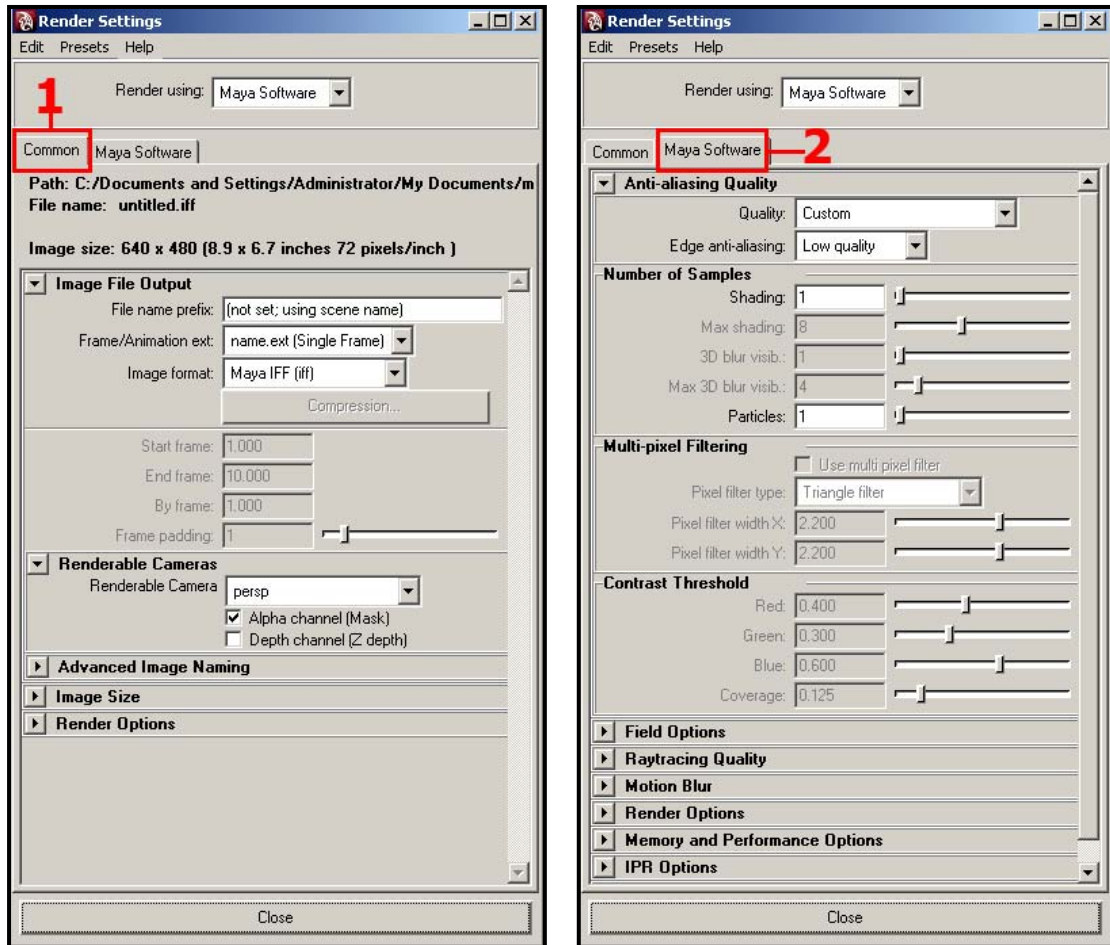 Render Settings
Edit Presets Help
1
Render using: Maya Software
Common Maya Software
Path: C:/Documents and Settings/Administrator/My Documents/m
File name: untitled.iff
Image size: 640 x 480 (8.9 x 6.7 inches 72 pixels/inch )
Image File Output
File name prefix: (not set; using scene name)
Frame/Animation ext: name.ext (Single Frame)
Image format: Maya IFF (iff)
Compression...
Start frame: 1.000
End frame: 10.000
By frame: 1.000
Frame padding: 1
Renderable Cameras
Renderable Camera persp
Alpha channel (Mask)
Depth channel (Z depth)
Advanced Image Naming
Image Size
Render Options
Close
Render Settings
Edit Presets Help
Render using: Maya Software
Common Maya Software 2
Anti-aliasing Quality
Quality: Custom
Edge anti-aliasing: Low quality
Number of Samples
Shading: 1
Max shading: 8
3D blur visib.: 1
Max 3D blur visib.: 4
Particles: 1
Multi-pixel Filtering
Use multi pixel filter
Pixel filter type: Triangle filter
Pixel filter width X: 2.200
Pixel filter width Y: 2.200
Contrast Threshold
Red: 0.400
Green: 0.300
Blue: 0.600
Coverage: 0.125
Field Options
Raytracing Quality
Motion Blur
Render Options
Memory and Performance Options
IPR Options
Close